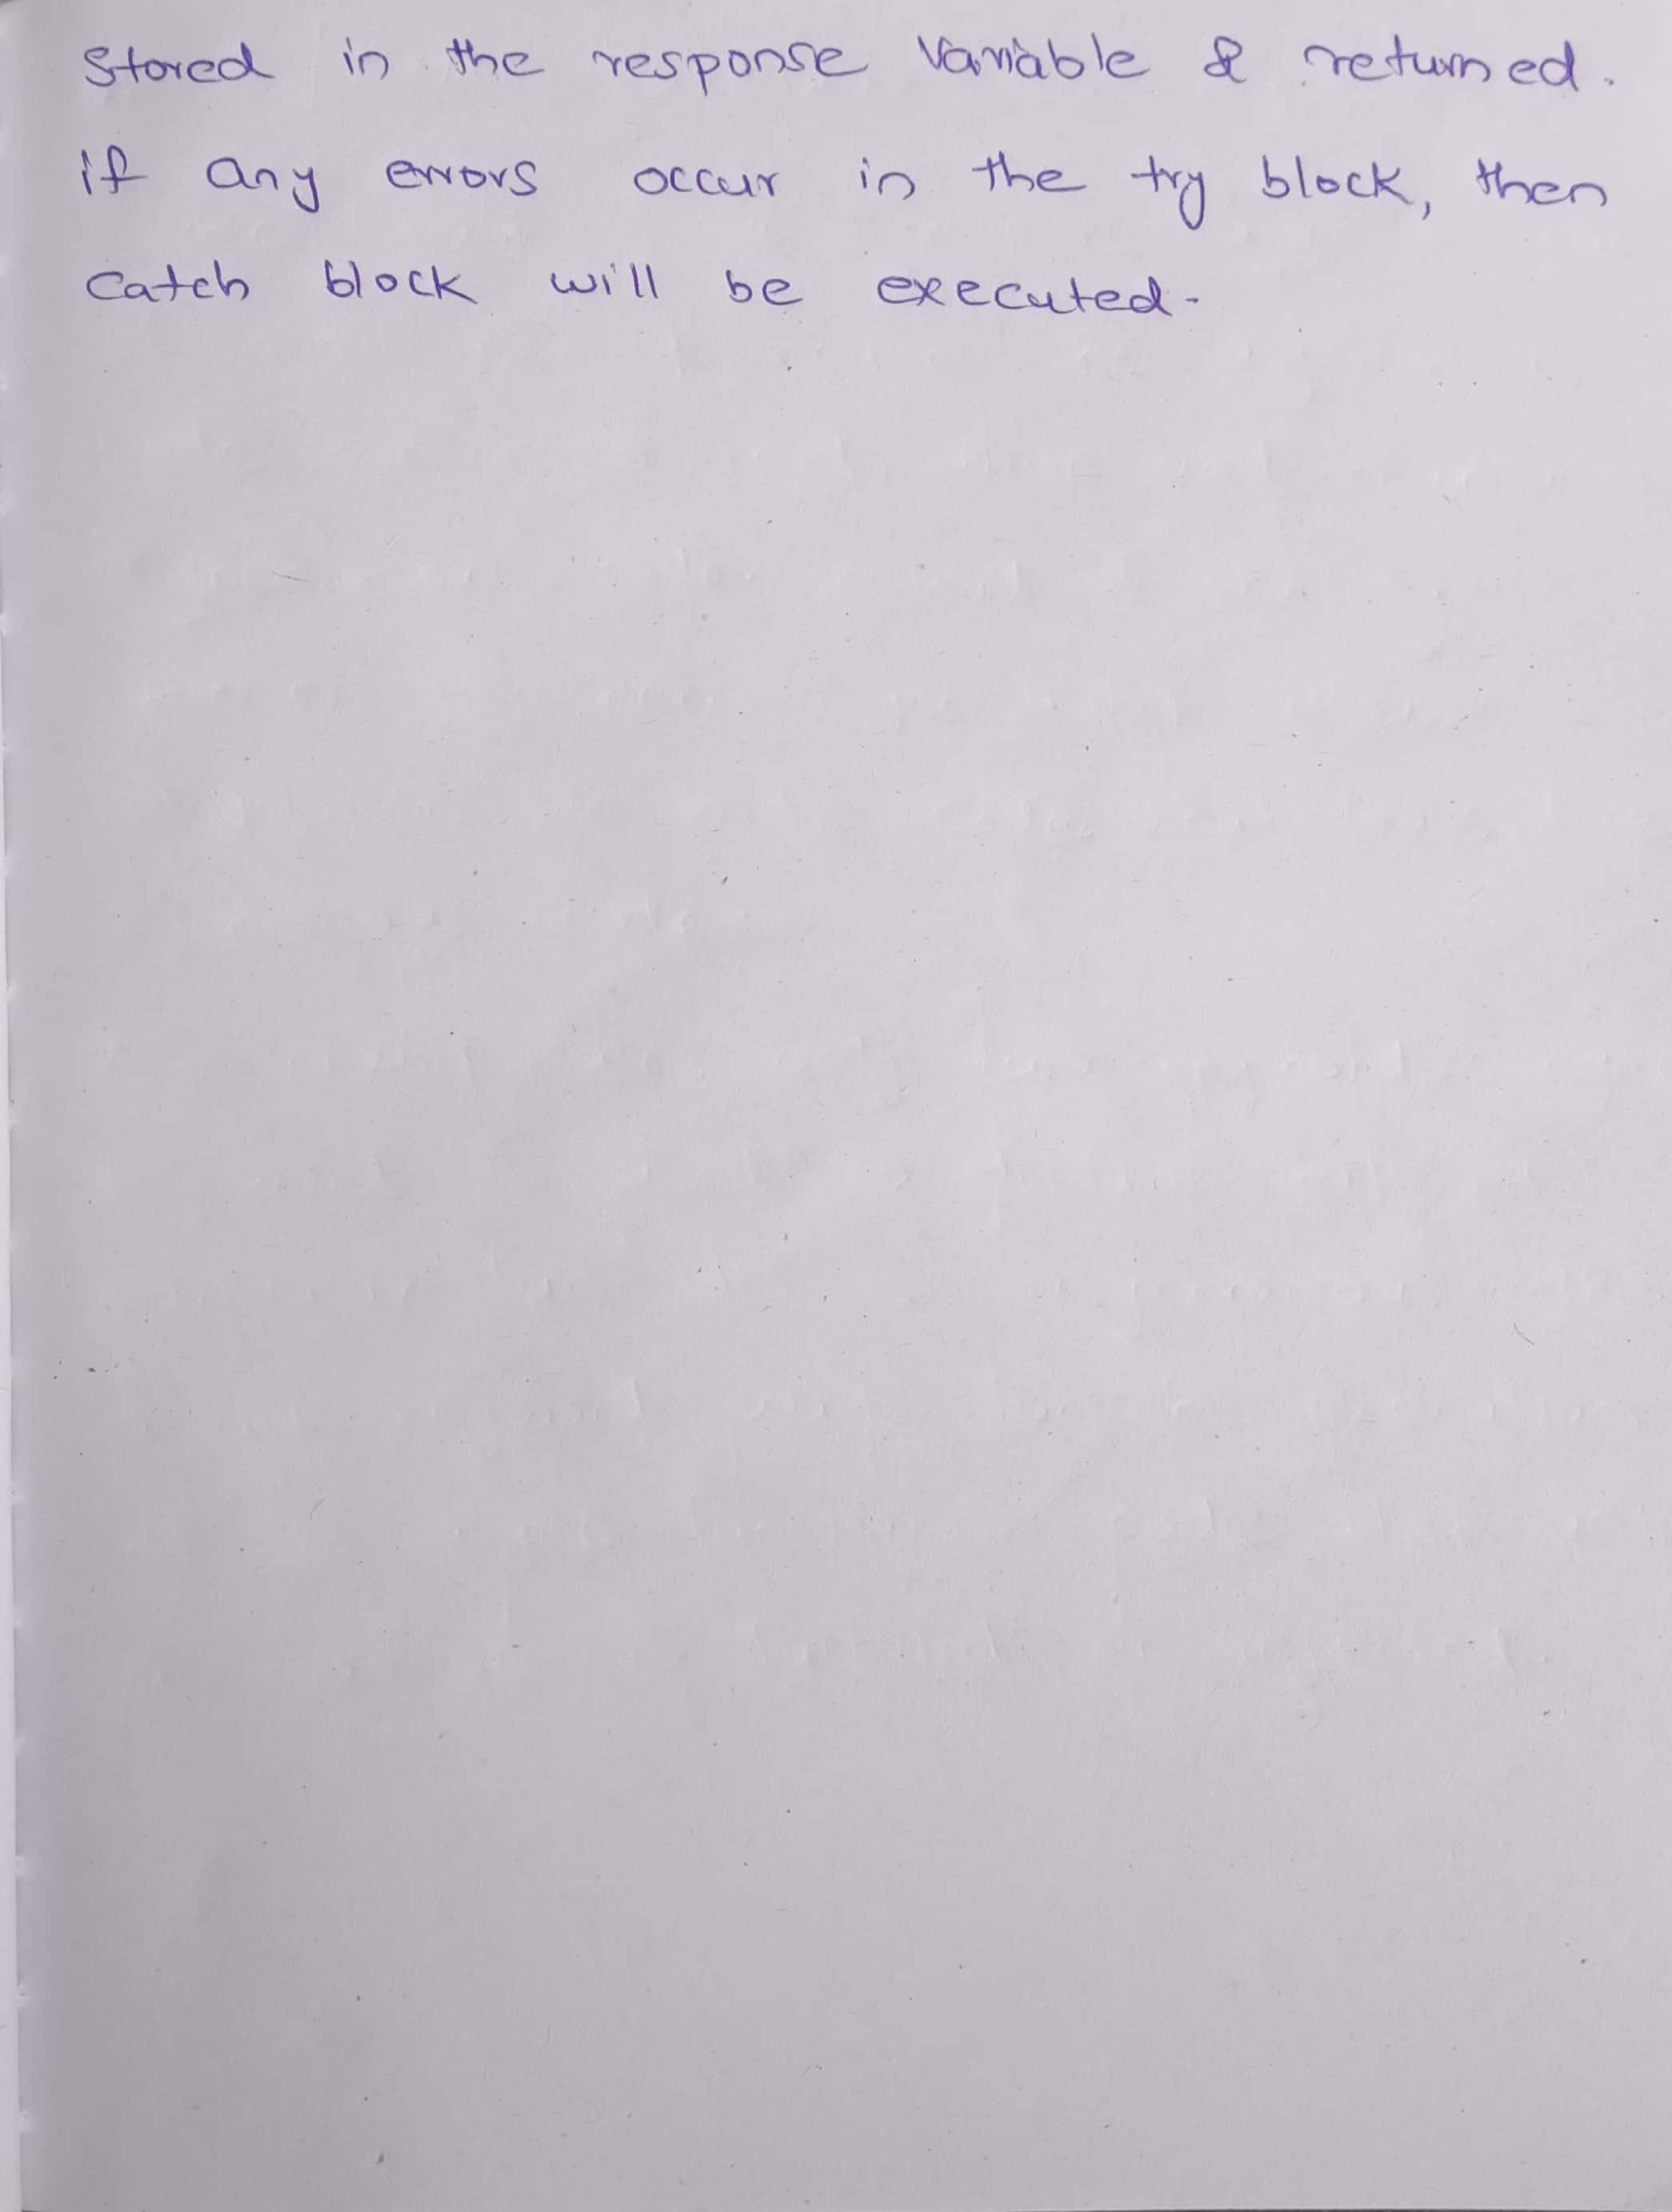 Stored in the response Variable & returned.
if any errors occur in the try block, then
Catch block will be executed.